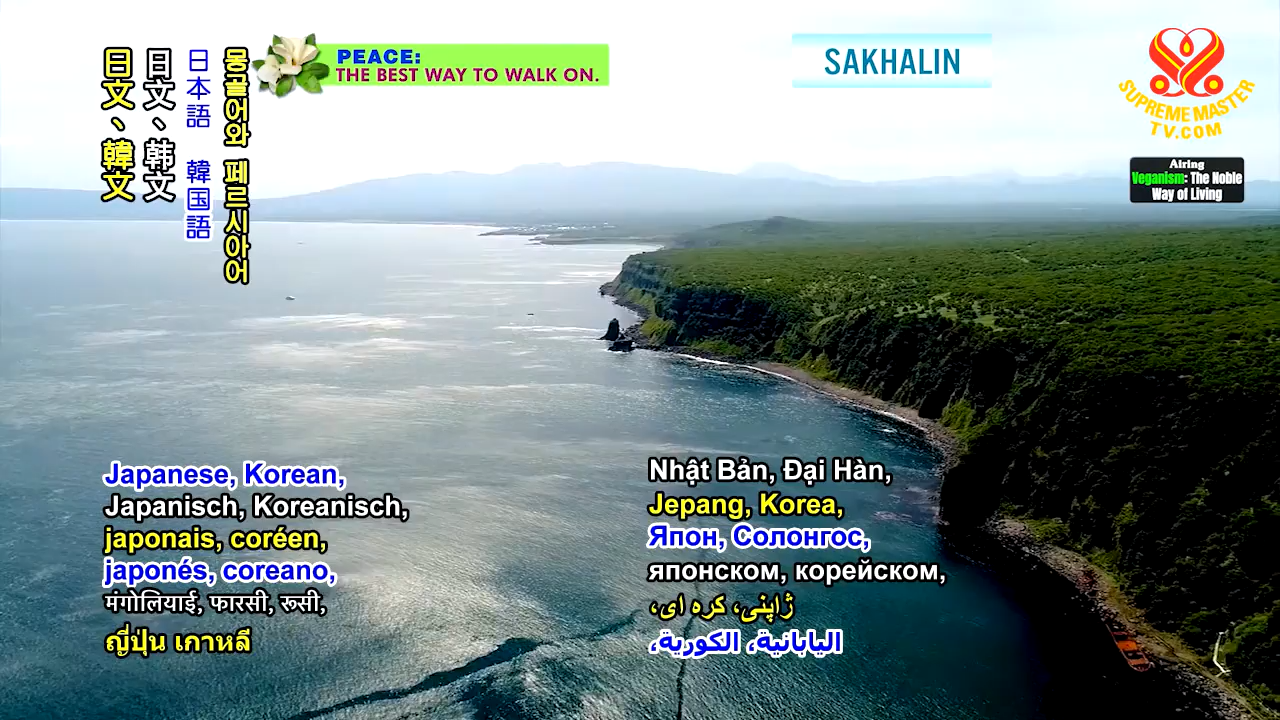 PEACE:
THE BEST WAY TO WALK ON.
SAKHALIN
SUPREME MASTER
TV.COM
Airing
Veganism: The Noble
Way of Living
日文、韓文
日文、韩文
日本語 韓国語
몽골어와 페르시아어
Japanese, Korean,
Japanisch, Koreanisch,
japonais, coréen,
japonés, coreano,
मंगोलियाई, फारसी, रूसी,
ญี่ปุ่น เกาหลี
Nhật Bản, Đại Hàn,
Jepang, Korea,
Япон, Солонгос,
японском, корейском,
ژاپنی، کره ای،
اليابانية، الكورية،